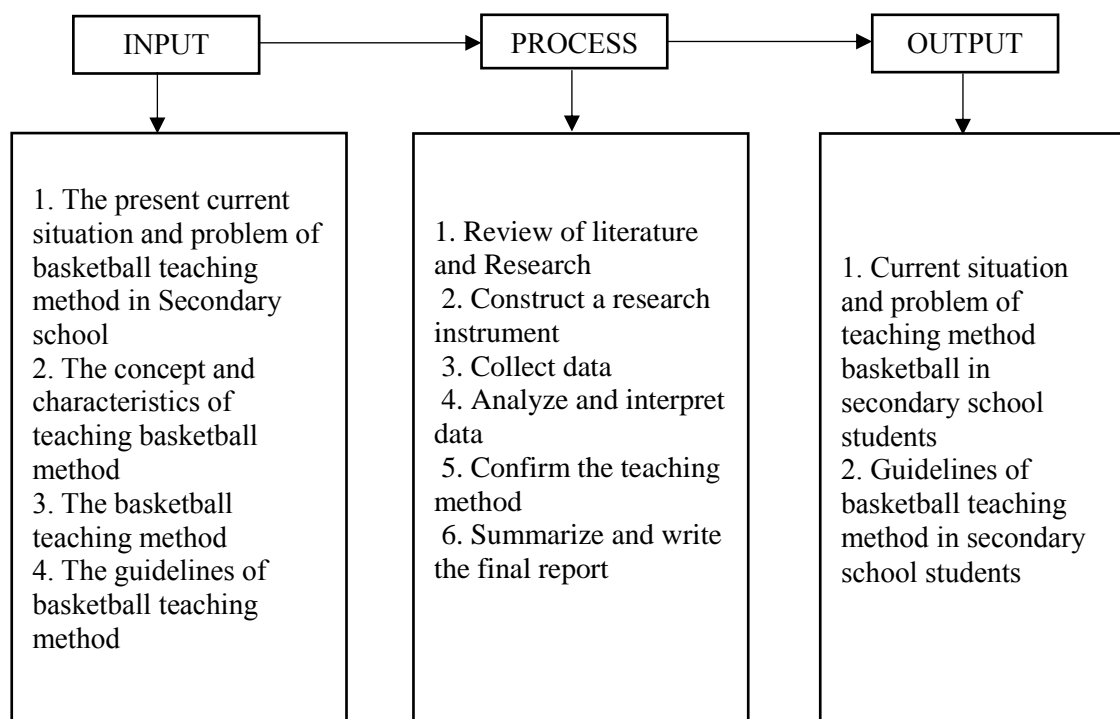 INPUT
PROCESS
OUTPUT
1. The present current
situation and problem of
basketball teaching
method in Secondary
school
2. The concept and
characteristics of
teaching basketball
method
3. The basketball
teaching method
4. The guidelines of
basketball teaching
method
1. Review of literature
and Research
2. Construct a research
instrument
3. Collect data
4. Analyze and interpret
data
5. Confirm the teaching
method
6. Summarize and write
the final report
1. Current situation
and problem of
teaching method
basketball in
secondary school
students
2. Guidelines of
basketball teaching
method in secondary
school students